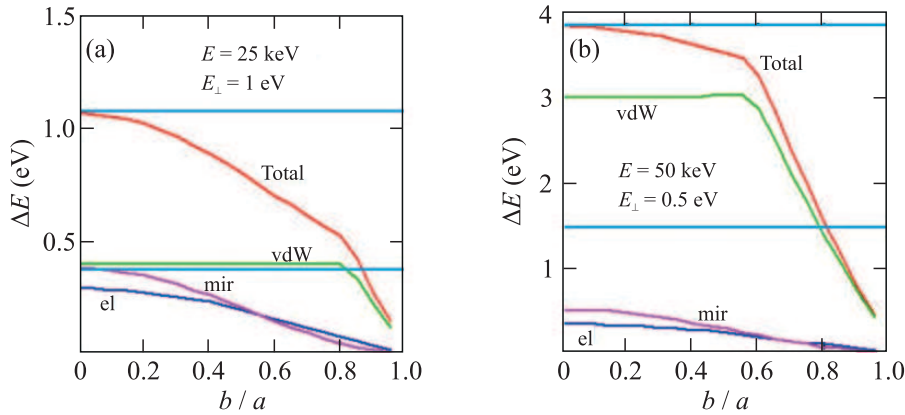 (a)
E = 25 keV
E⊥ = 1 eV
1.5
1.0
0.5
ΔE (eV)
Total
vdW
mir
el
0
0.2
0.4
0.6
0.8
1.0
b / a
(b)
4
3
2
1
ΔE (eV)
Total
vdW
E = 50 keV
E⊥ = 0.5 eV
mir
el
0
0.2
0.4
0.6
0.8
1.0
b / a